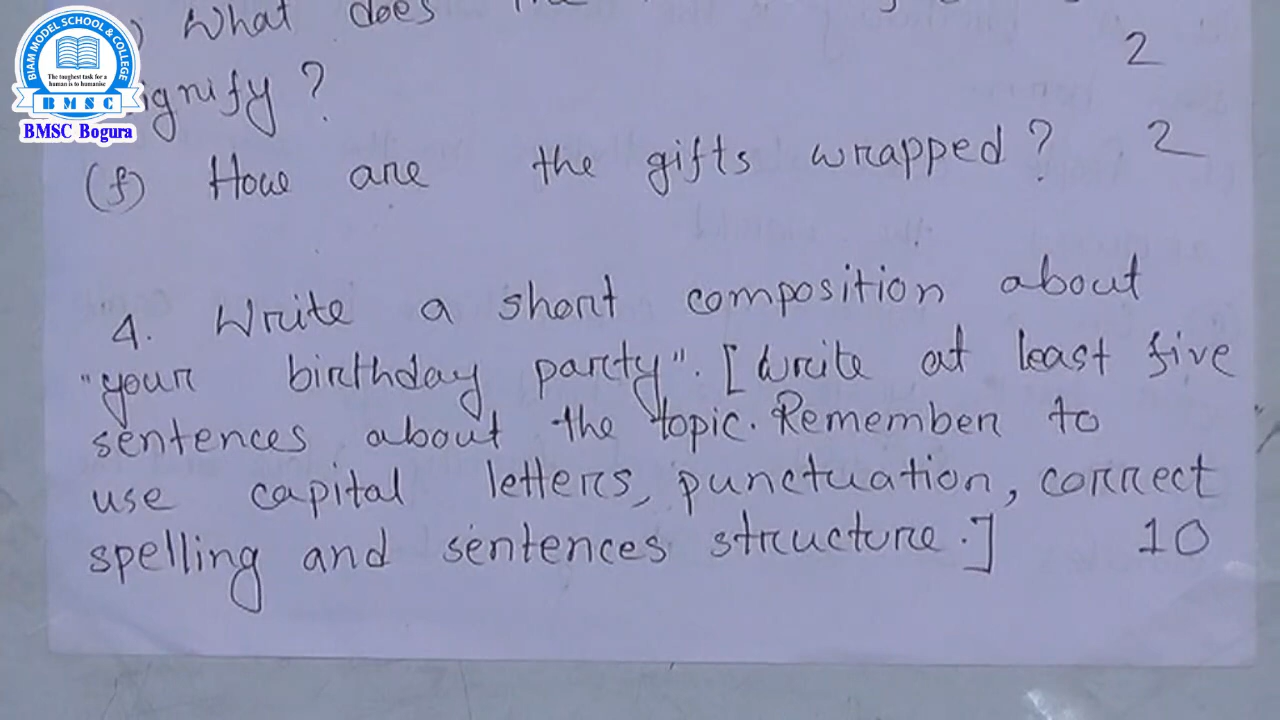 BIAM MODEL SCHOOL & COLLEGE
The toughest task for a
human is to humanise
B M S C
BMSC Bogura
) What does the
ignify ? 2
(f) How are the gifts wrapped ? 2
4. Write a short composition about
"your birthday party". [Write at least five
sentences about the topic. Remember to
use capital letters, punctuation, correct
spelling and sentences structure.] 10